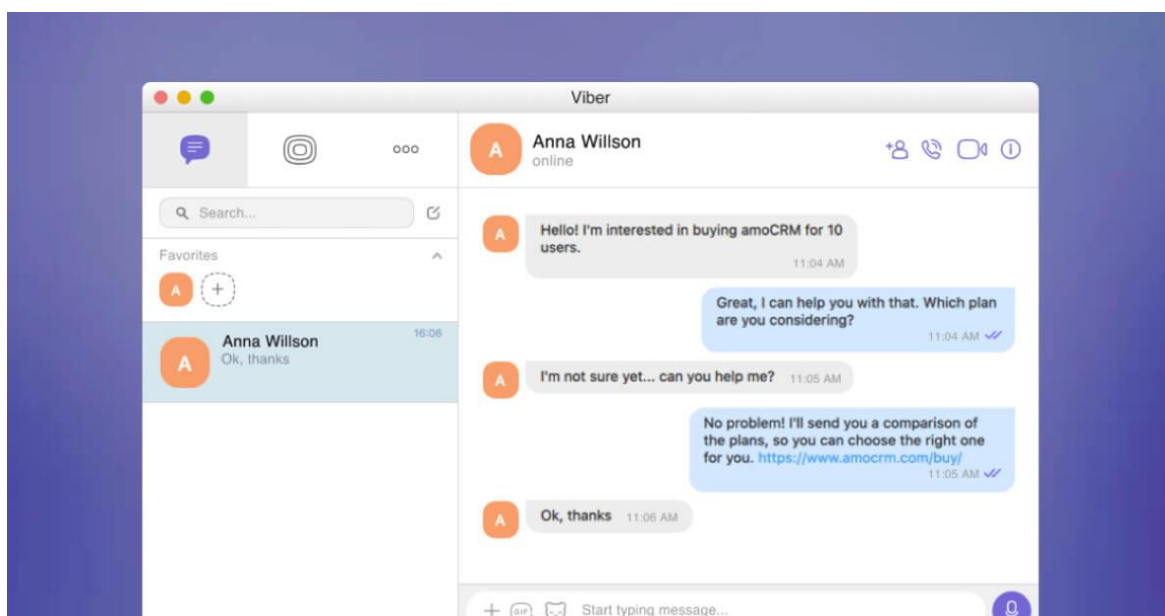 Viber
Anna Willson
online
Search...
Favorites
A
Anna Willson
16:06
A
Ok, thanks
A
A
Hello! I'm interested in buying amoCRM for 10
users.
11:04 AM
Great, I can help you with that. Which plan
are you considering?
11:04 AM
A
I'm not sure yet... can you help me? 11:05 AM
No problem! I'll send you a comparison of
the plans, so you can choose the right one
for you. https://www.amocrm.com/buy/
11:05 AM
A
Ok, thanks 11:06 AM
GIF
Start typing message...